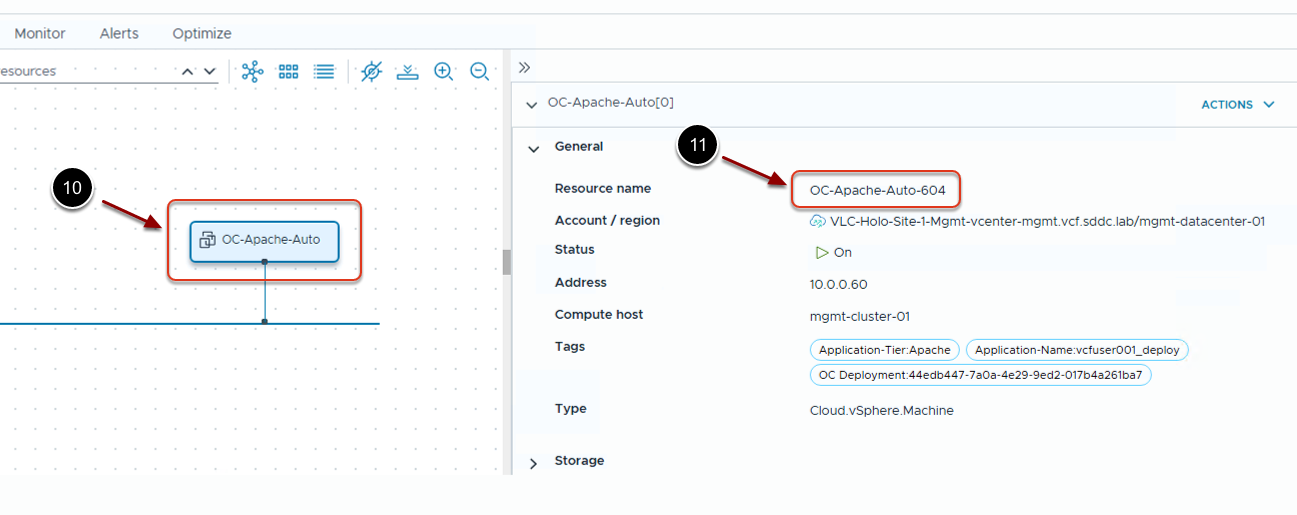 Monitor Alerts Optimize
esources
OC-Apache-Auto[0]
ACTIONS
10
OC-Apache-Auto
11
General
Resource name OC-Apache-Auto-604
Account / region VLC-Holo-Site-1-Mgmt-vcenter-mgmt.vcf.sddc.lab/mgmt-datacenter-01
Status On
Address 10.0.0.60
Compute host mgmt-cluster-01
Tags Application-Tier:Apache Application-Name:vcfuser001_deploy
OC Deployment:44edb447-7a0a-4e29-9ed2-017b4a261ba7
Type Cloud.vSphere.Machine
Storage